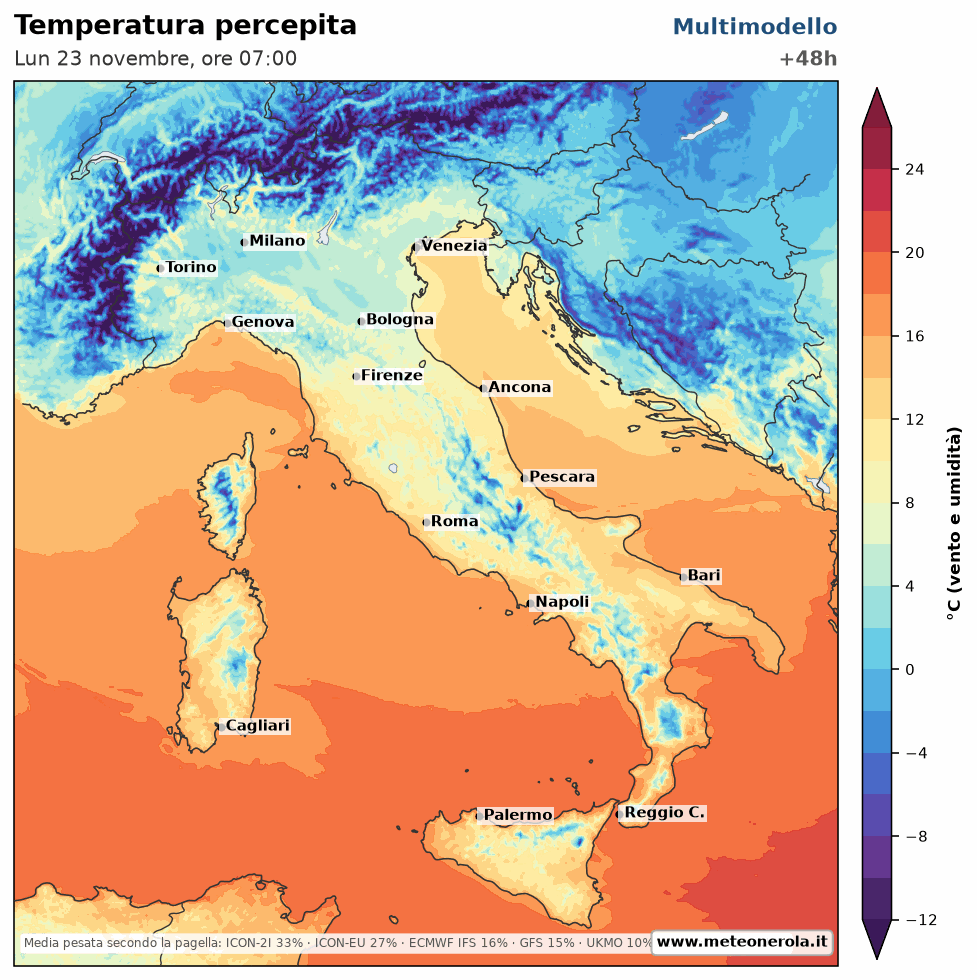 Temperatura percepita
Multimodello
Lun 23 novembre, ore 07:00
+48h
Milano
Venezia
Torino
Genova
Bologna
Firenze
Ancona
Pescara
Roma
Bari
Napoli
Cagliari
Palermo
Reggio C.
24
20
16
12
8
4
0
−4
−8
−12
°C (vento e umidità)
Media pesata secondo la pagella: ICON-2I 33% · ICON-EU 27% · ECMWF IFS 16% · GFS 15% · UKMO 10%
www.meteonerola.it